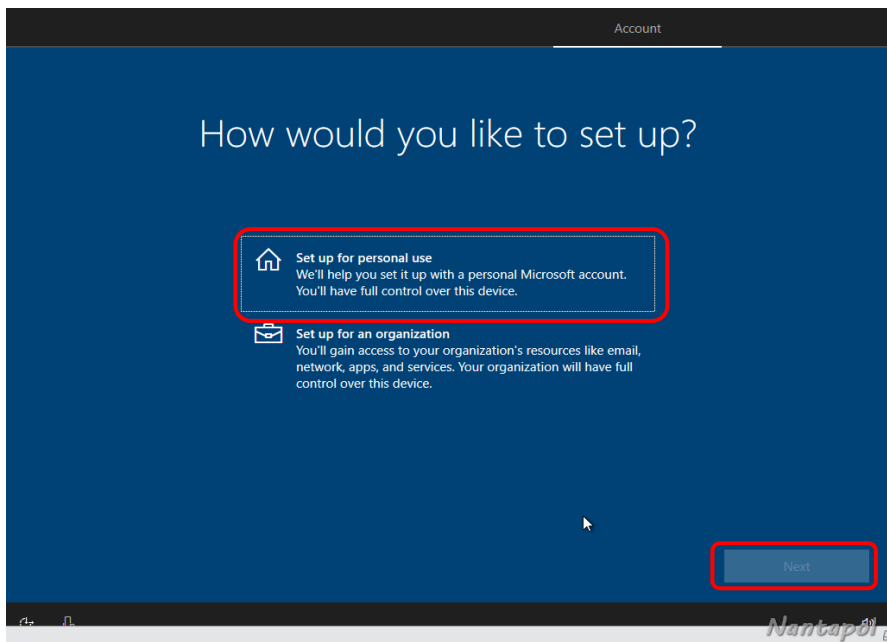 Account
How would you like to set up?
Set up for personal use
We'll help you set it up with a personal Microsoft account.
You'll have full control over this device.
Set up for an organization
You'll gain access to your organization's resources like email,
network, apps, and services. Your organization will have full
control over this device.
Next
Nantapol